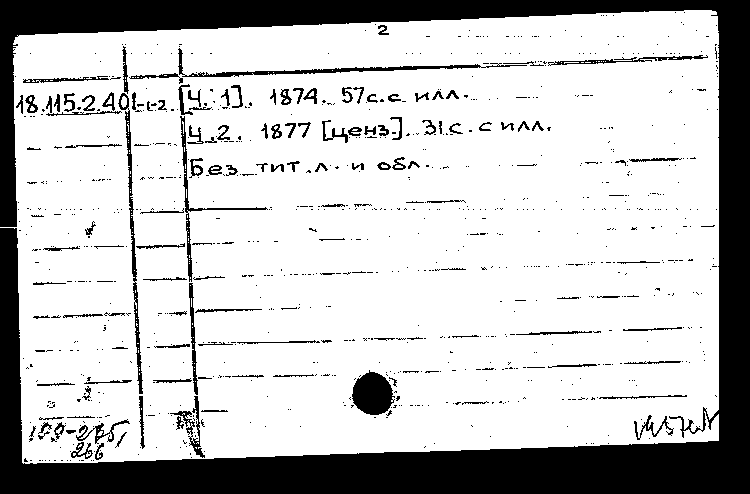 2
18.115.2.401-1-2. [Ч. 1]. 1874. 57с. с илл.
Ч. 2. 1877 [ценз]. 31с. с илл.
Без тит. л. и обл.
266